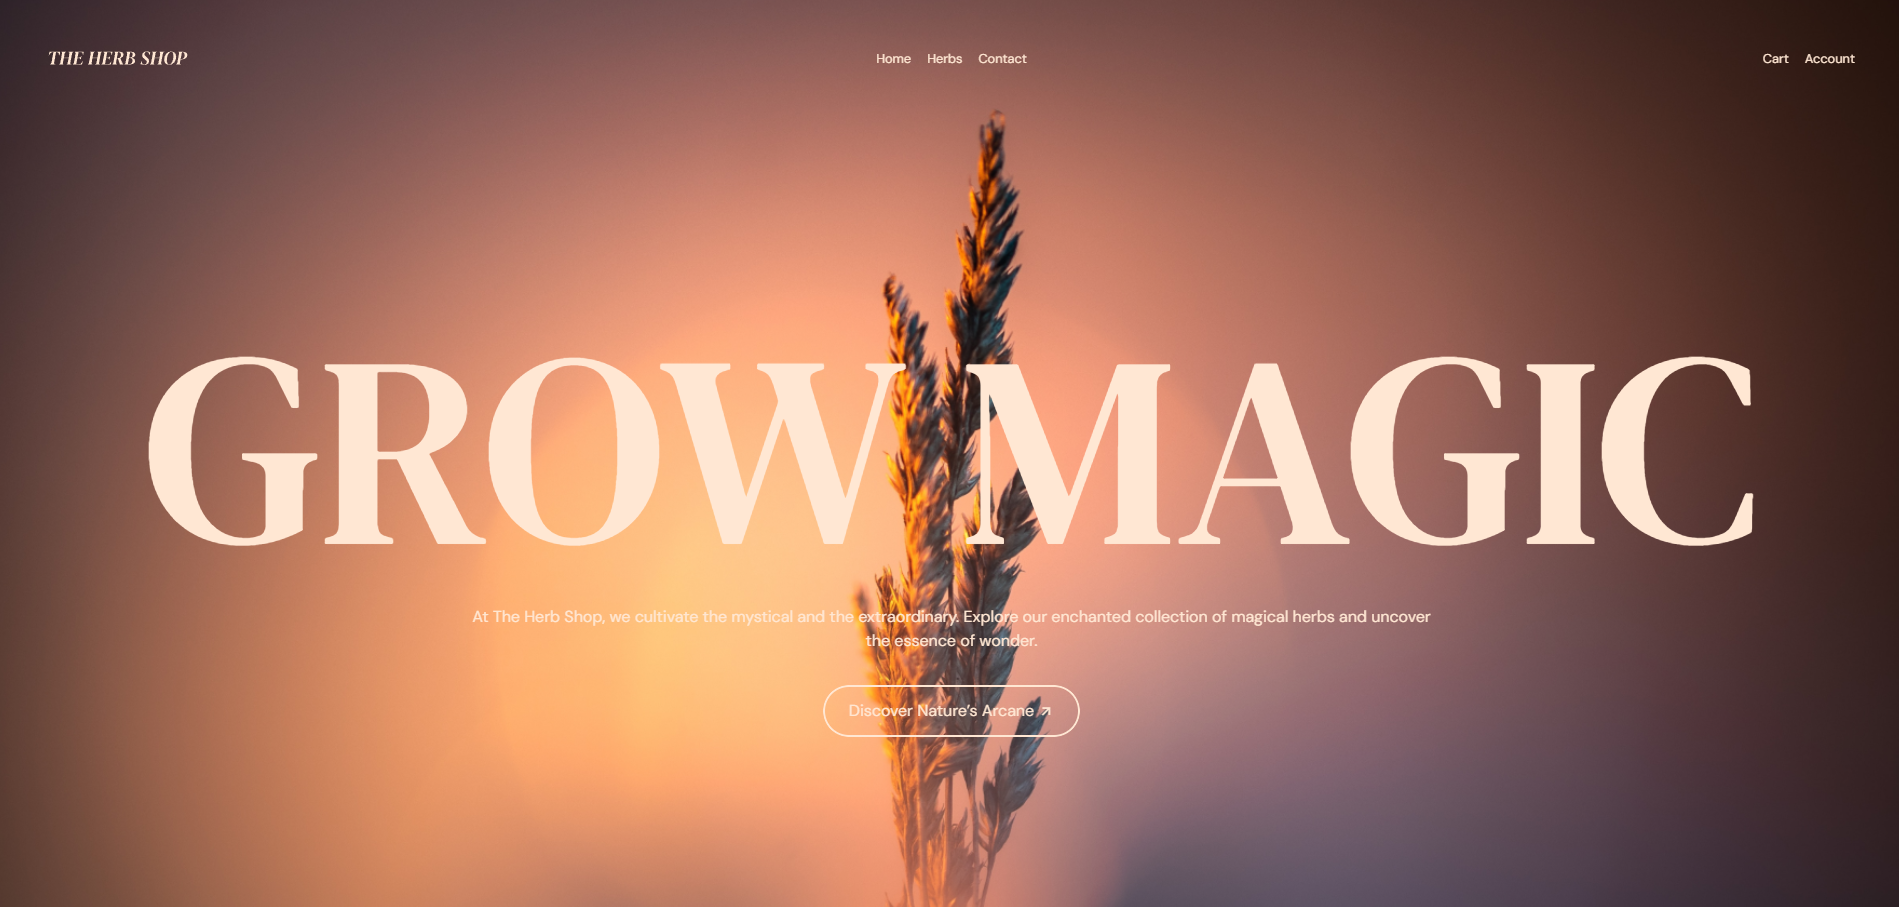 THE HERB SHOP
Home Herbs Contact
Cart Account
GROW MAGIC
At The Herb Shop, we cultivate the mystical and the extraordinary. Explore our enchanted collection of magical herbs and uncover
the essence of wonder.
Discover Nature’s Arcane ↗